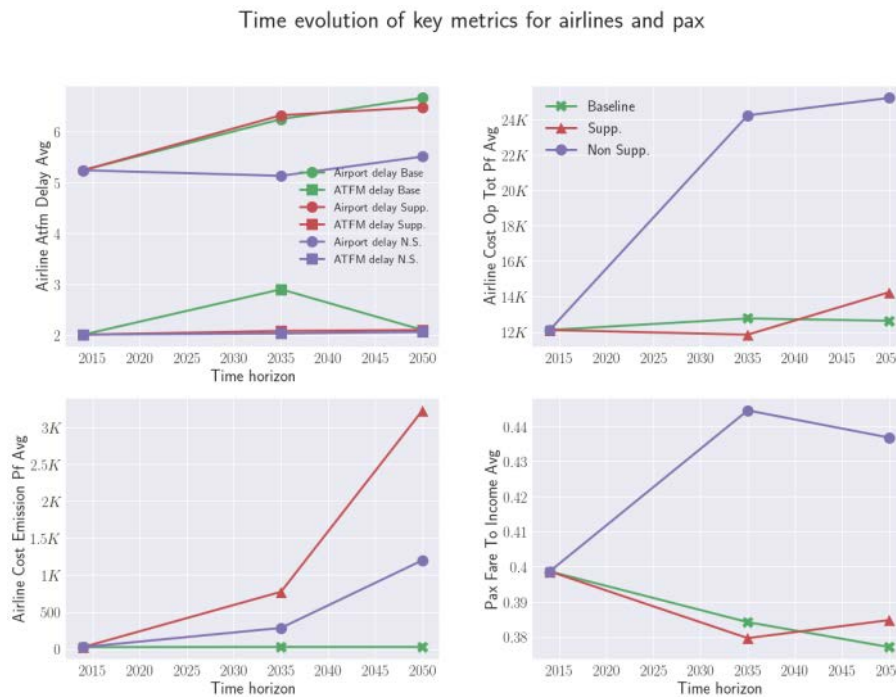 Time evolution of key metrics for airlines and pax
Airline Atfm Delay Avg
6
5
4
3
2
Airport delay Base
ATFM delay Base
Airport delay Supp.
ATFM delay Supp.
Airport delay N.S.
ATFM delay N.S.
2015 2020 2025 2030 2035 2040 2045 2050
Time horizon
Airline Cost Op Tot Pf Avg
24K
22K
20K
18K
16K
14K
12K
Baseline
Supp.
Non Supp.
2015 2020 2025 2030 2035 2040 2045 205
Airline Cost Emission Pf Avg
3K
2.5K
2K
1.5K
1K
500
0
2015 2020 2025 2030 2035 2040 2045 2050
Time horizon
Pax Fare To Income Avg
0.44
0.43
0.42
0.41
0.4
0.39
0.38
2015 2020 2025 2030 2035 2040 2045 205
Time horizon